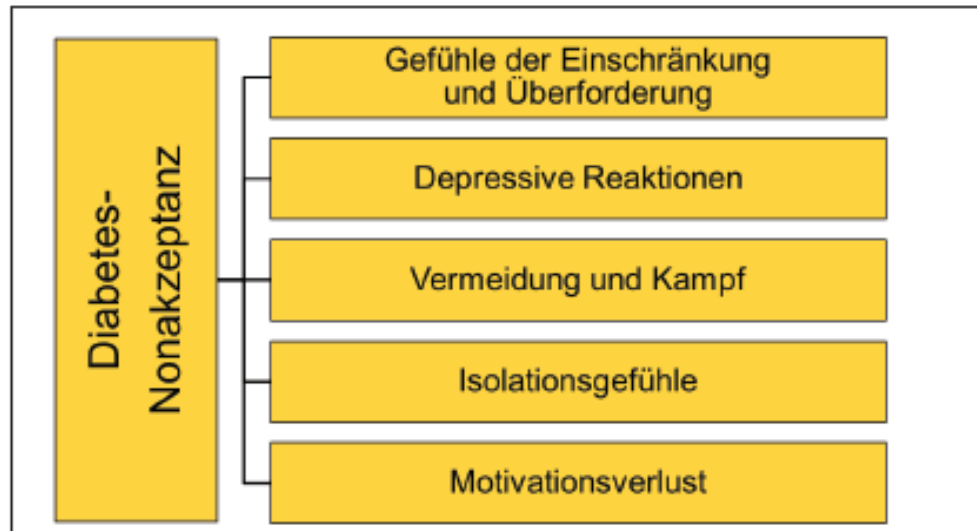 Diabetes-
Nonakzeptanz
Gefühle der Einschränkung
und Überforderung
Depressive Reaktionen
Vermeidung und Kampf
Isolationsgefühle
Motivationsverlust